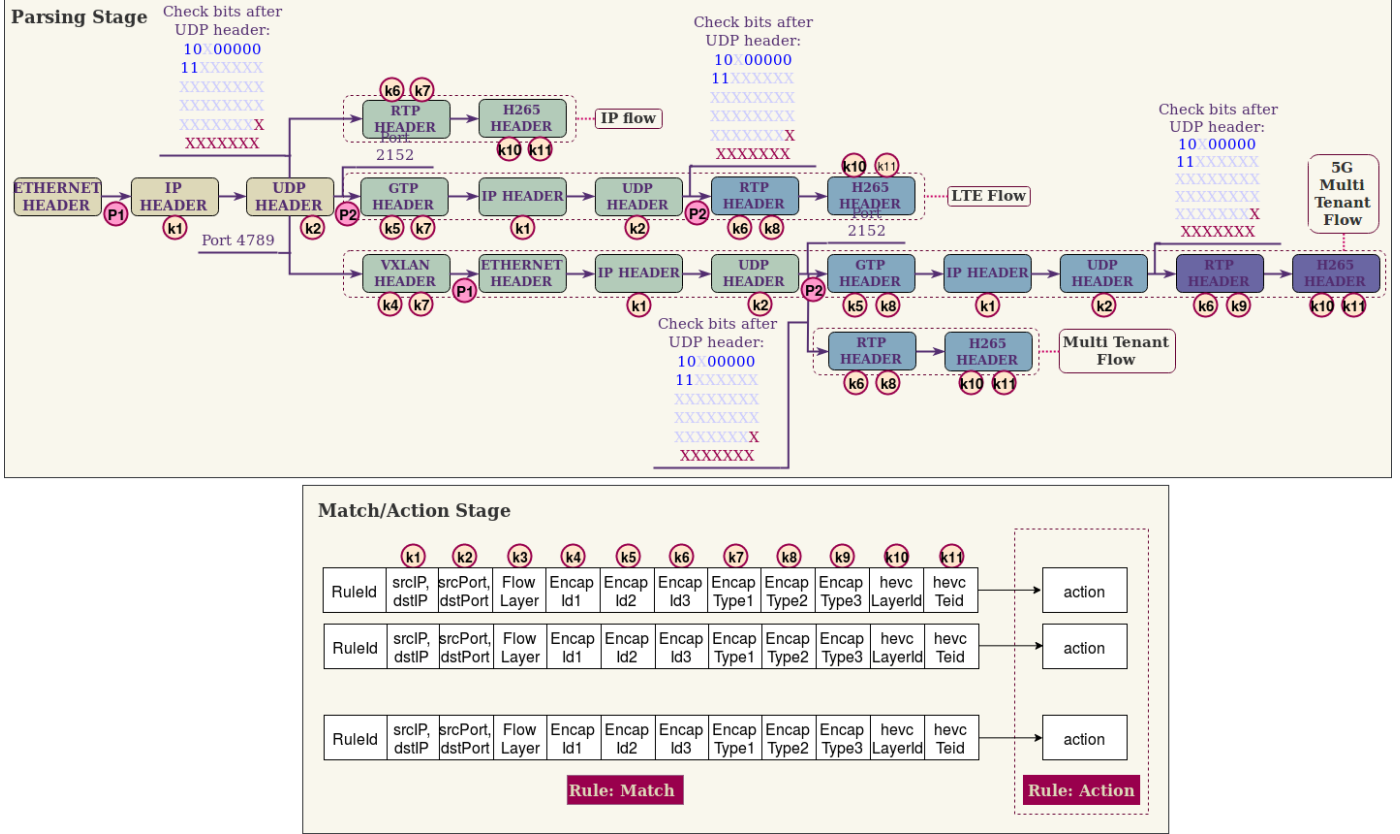 Parsing Stage
Check bits after
UDP header:
10X00000
11XXXXXX
XXXXXXXX
XXXXXXXX
XXXXXXXX
XXXXXXX
Check bits after
UDP header:
10X00000
11XXXXXX
XXXXXXXX
XXXXXXXX
XXXXXXXX
XXXXXXX
Check bits after
UDP header:
10X00000
11XXXXXX
XXXXXXXX
XXXXXXXX
XXXXXXXX
XXXXXXX
k6 k7
RTP
HEADER
H265
HEADER
k10 k11
IP flow
Port
2152
ETHERNET
HEADER
P1
IP
HEADER
k1
UDP
HEADER
k2
P2
GTP
HEADER
k5 k7
IP HEADER
k1
UDP
HEADER
k2
P2
RTP
HEADER
k6 k8
k10 k11
H265
HEADER
LTE Flow
5G
Multi
Tenant
Flow
Port 4789
Port
2152
VXLAN
HEADER
k4 k7
P1
ETHERNET
HEADER
IP HEADER
k1
UDP
HEADER
k2
P2
GTP
HEADER
k5 k8
IP HEADER
k1
UDP
HEADER
k2
RTP
HEADER
k6 k9
H265
HEADER
k10 k11
Check bits after
UDP header:
10X00000
11XXXXXX
XXXXXXXX
XXXXXXXX
XXXXXXXX
XXXXXXX
RTP
HEADER
k6 k8
H265
HEADER
k10 k11
Multi Tenant
Flow
Match/Action Stage
k1 k2 k3 k4 k5 k6 k7 k8 k9 k10 k11
RuleId srcIP, dstIP srcPort, dstPort Flow Layer Encap Id1 Encap Id2 Encap Id3 Encap Type1 Encap Type2 Encap Type3 hevc LayerId hevc Teid action
RuleId srcIP, dstIP srcPort, dstPort Flow Layer Encap Id1 Encap Id2 Encap Id3 Encap Type1 Encap Type2 Encap Type3 hevc LayerId hevc Teid action
RuleId srcIP, dstIP srcPort, dstPort Flow Layer Encap Id1 Encap Id2 Encap Id3 Encap Type1 Encap Type2 Encap Type3 hevc LayerId hevc Teid action
Rule: Match
Rule: Action